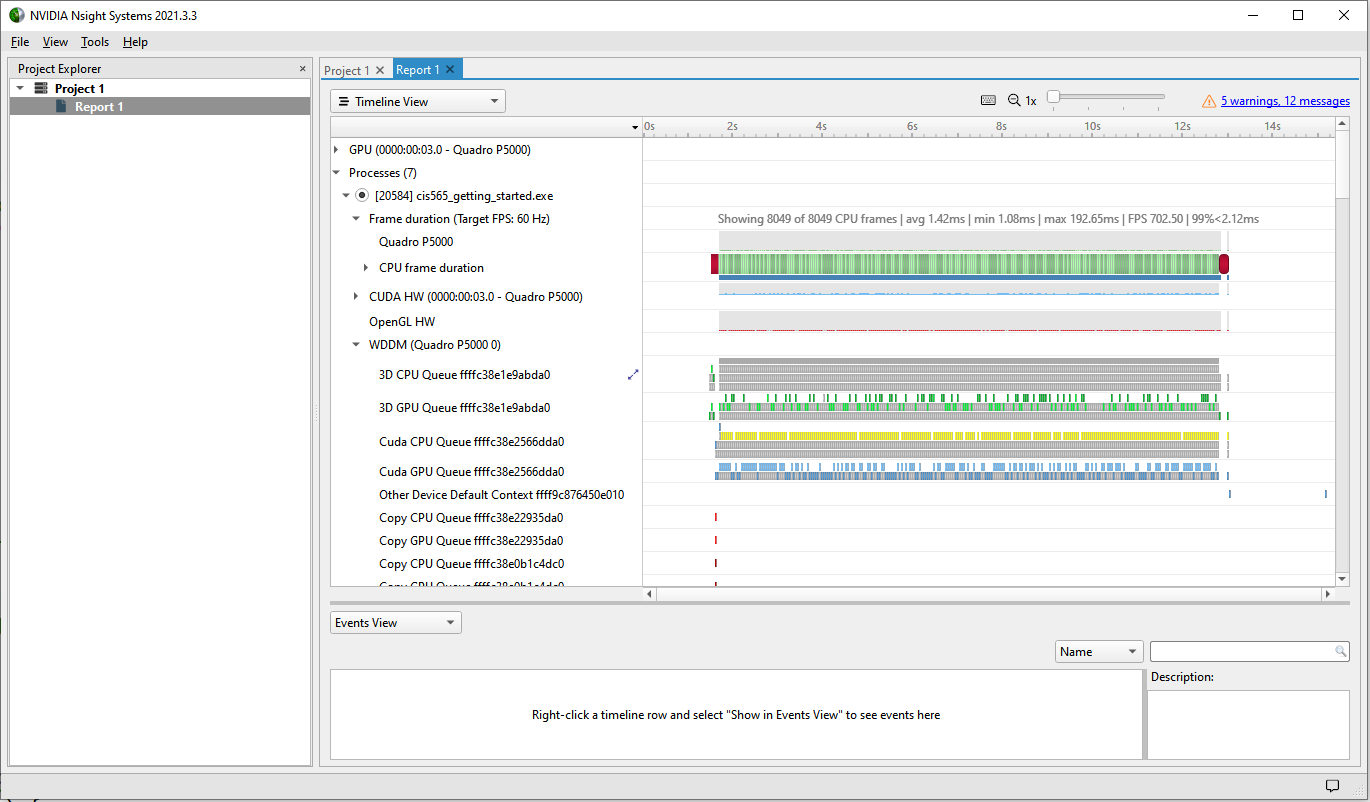 NVIDIA Nsight Systems 2021.3.3
File View Tools Help
Project Explorer
Project 1
Report 1
Project 1 Report 1
Timeline View
1x
5 warnings, 12 messages
0s 2s 4s 6s 8s 10s 12s 14s
GPU (0000:00:03.0 - Quadro P5000)
Processes (7)
[20584] cis565_getting_started.exe
Frame duration (Target FPS: 60 Hz)
Showing 8049 of 8049 CPU frames | avg 1.42ms | min 1.08ms | max 192.65ms | FPS 702.50 | 99%<2.12ms
Quadro P5000
CPU frame duration
CUDA HW (0000:00:03.0 - Quadro P5000)
OpenGL HW
WDDM (Quadro P5000 0)
3D CPU Queue ffffc38e1e9abda0
3D GPU Queue ffffc38e1e9abda0
Cuda CPU Queue ffffc38e2566dda0
Cuda GPU Queue ffffc38e2566dda0
Other Device Default Context ffff9c876450e010
Copy CPU Queue ffffc38e22935da0
Copy GPU Queue ffffc38e22935da0
Copy CPU Queue ffffc38e0b1c4dc0
Copy GPU Queue ffffc38e0b1c4dc0
Events View
Name
Description:
Right-click a timeline row and select "Show in Events View" to see events here